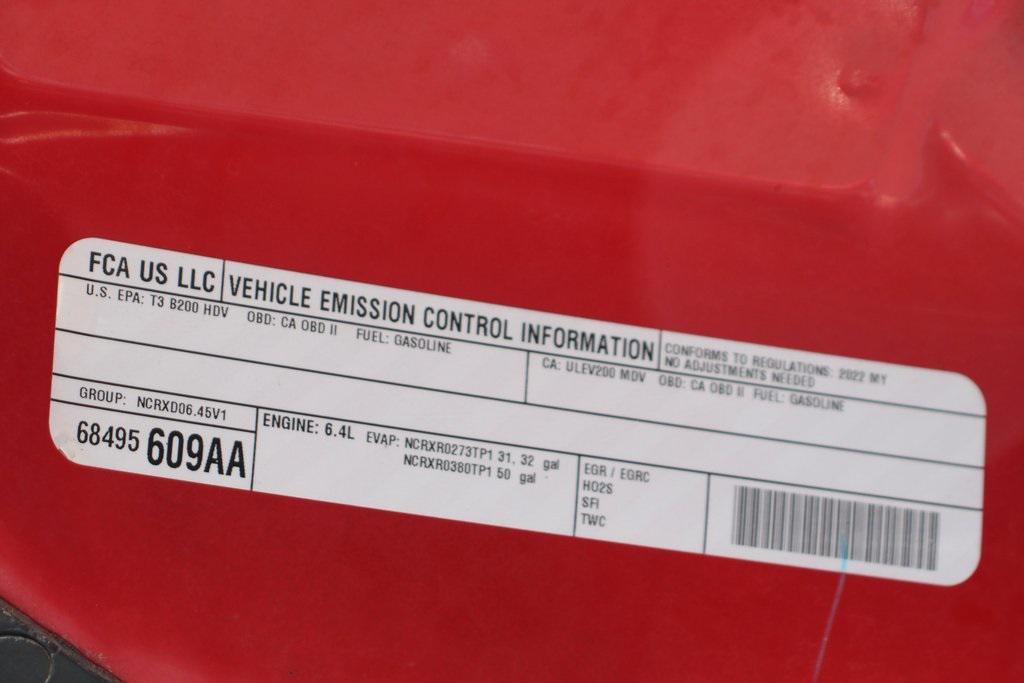 FCA US LLC VEHICLE EMISSION CONTROL INFORMATION
CONFORMS TO REGULATIONS: 2022 MY
NO ADJUSTMENTS NEEDED
U.S. EPA: T3 B200 HDV OBD: CA OBD II FUEL: GASOLINE
CA: ULEV200 MDV OBD: CA OBD II FUEL: GASOLINE
GROUP: NCRXD06.45V1
68495 609AA
ENGINE: 6.4L EVAP: NCRXR0273TP1 31, 32 gal
NCRXR0380TP1 50 gal
EGR / EGRC
HO2S
SFI
TWC